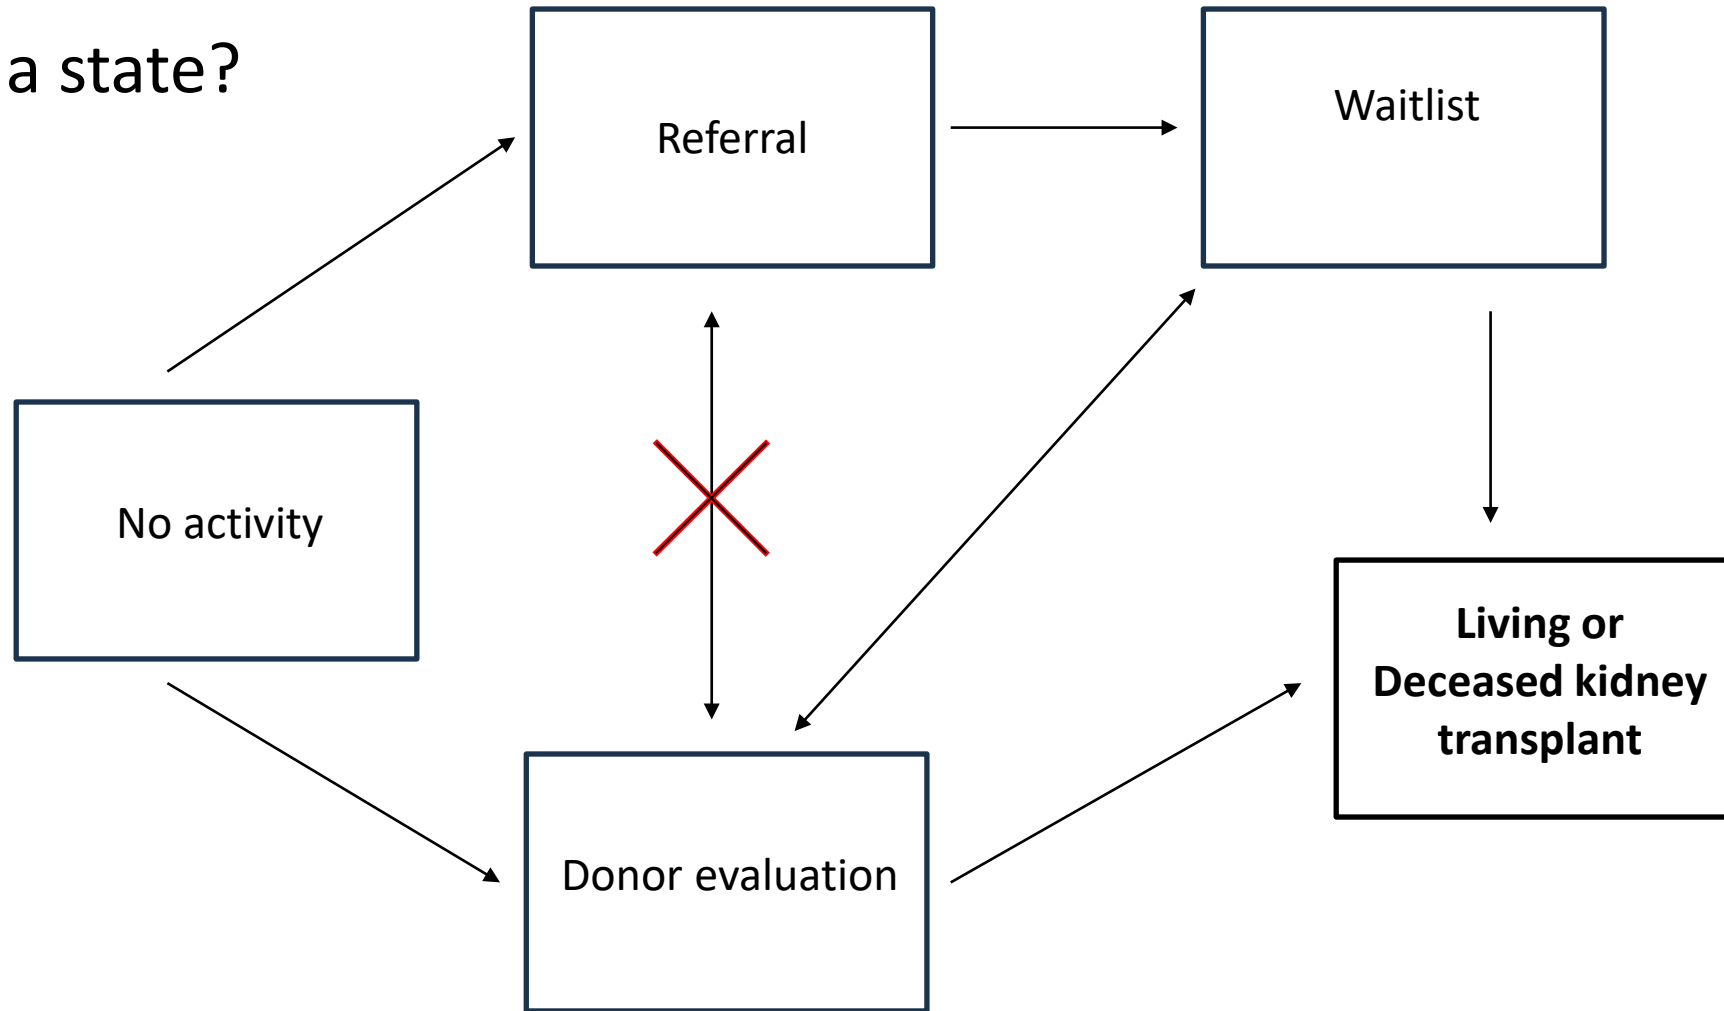 a state?
Referral
Waitlist
No activity
Living or
Deceased kidney
transplant
Donor evaluation